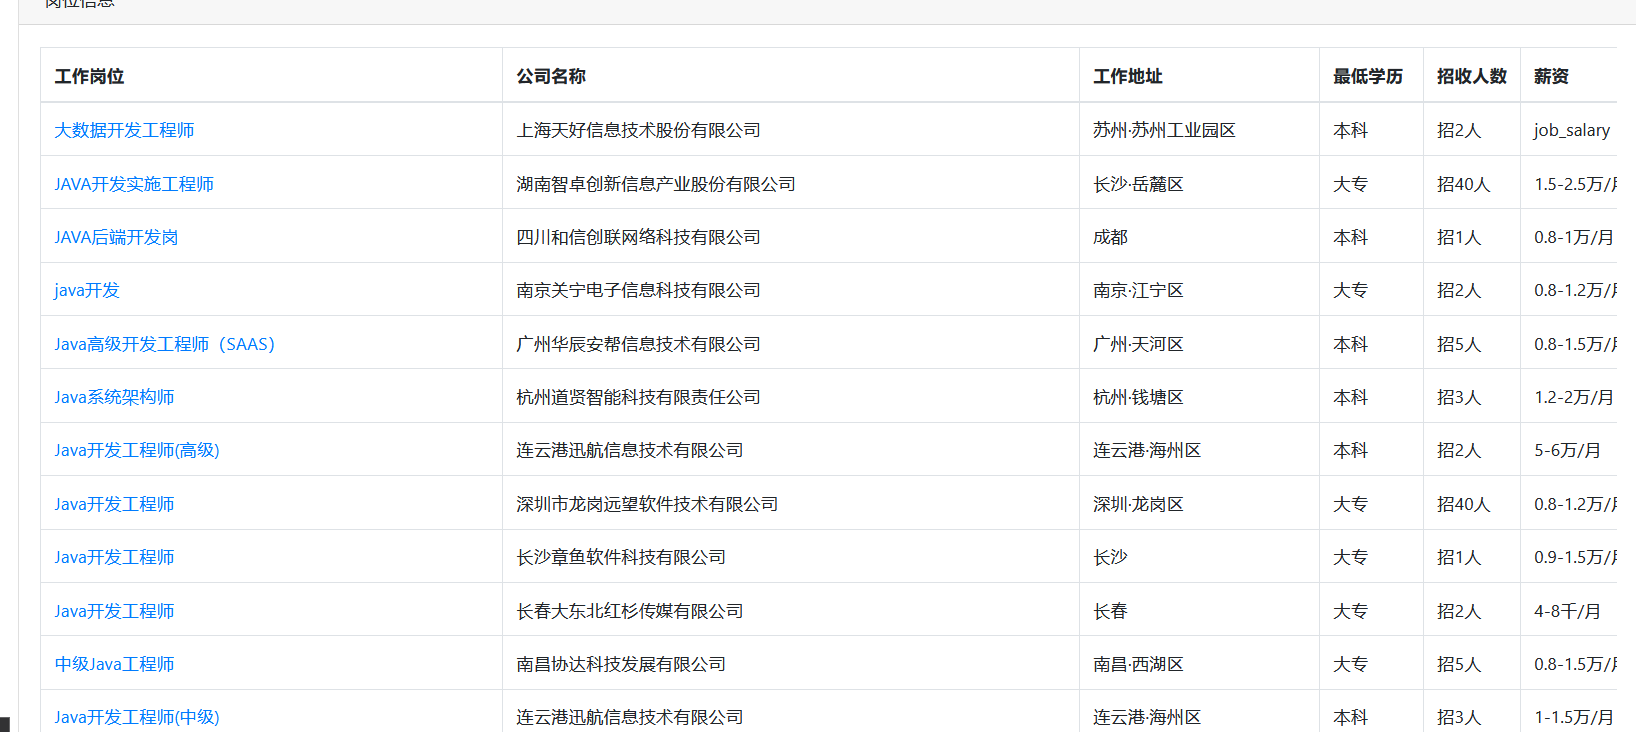 岗位信息
工作岗位 公司名称 工作地址 最低学历 招收人数 薪资
大数据开发工程师 上海天好信息技术股份有限公司 苏州·苏州工业园区 本科 招2人 job_salary
JAVA开发实施工程师 湖南智卓创新信息产业股份有限公司 长沙·岳麓区 大专 招40人 1.5-2.5万/月
JAVA后端开发岗 四川和信创联网络科技有限公司 成都 本科 招1人 0.8-1万/月
java开发 南京关宁电子信息科技有限公司 南京·江宁区 大专 招2人 0.8-1.2万/月
Java高级开发工程师（SAAS） 广州华辰安帮信息技术有限公司 广州·天河区 本科 招5人 0.8-1.5万/月
Java系统架构师 杭州道贤智能科技有限责任公司 杭州·钱塘区 本科 招3人 1.2-2万/月
Java开发工程师(高级) 连云港迅航信息技术有限公司 连云港·海州区 本科 招2人 5-6万/月
Java开发工程师 深圳市龙岗远望软件技术有限公司 深圳·龙岗区 大专 招40人 0.8-1.2万/月
Java开发工程师 长沙章鱼软件科技有限公司 长沙 大专 招1人 0.9-1.5万/月
Java开发工程师 长春大东北红杉传媒有限公司 长春 大专 招2人 4-8千/月
中级Java工程师 南昌协达科技发展有限公司 南昌·西湖区 大专 招5人 0.8-1.5万/月
Java开发工程师(中级) 连云港迅航信息技术有限公司 连云港·海州区 本科 招3人 1-1.5万/月